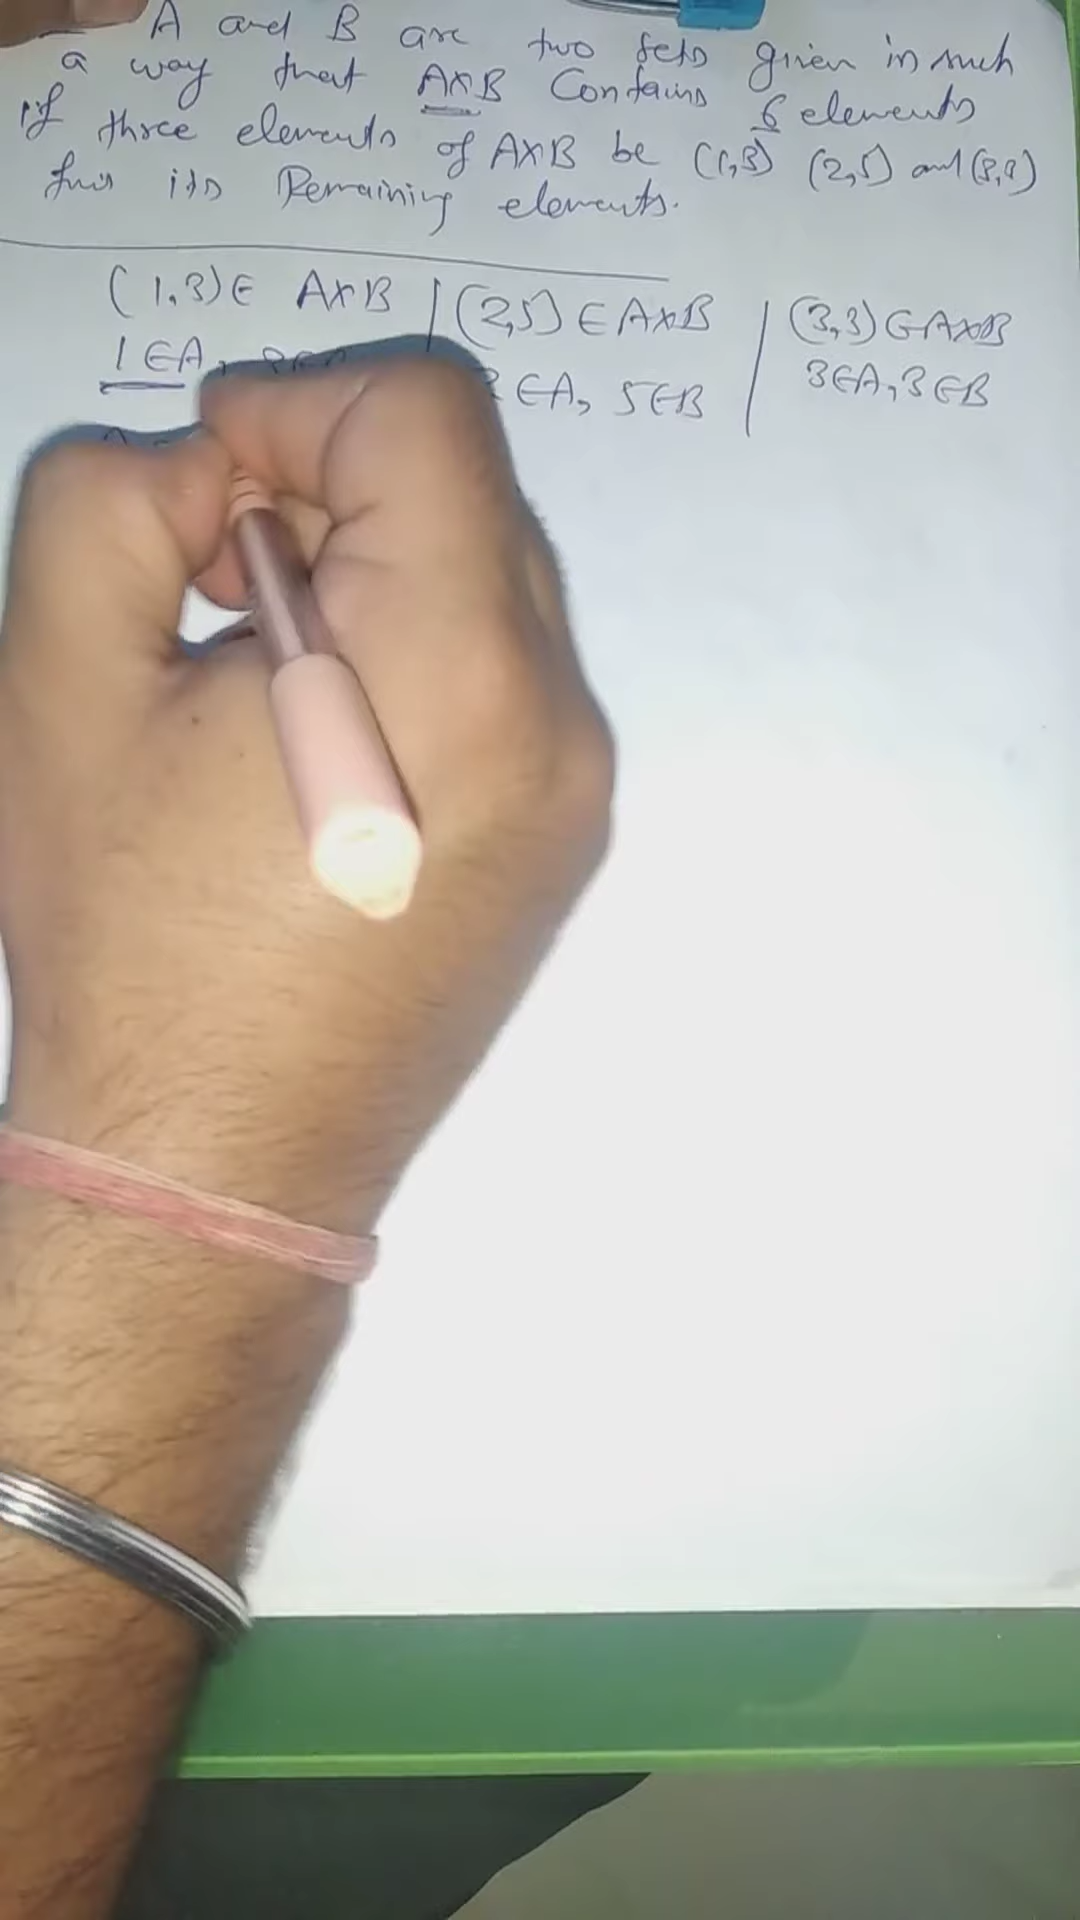 A and B are two sets given in such
a way that A×B Contains 6 elements
if three elements of A×B be (1,3) (2,5) and (3,3)
its Remaining elements.
(1,3)∈ A×B | (2,5)∈A×B | (3,3)∈A×B
1∈A, ∈A, 5∈B | 3∈A, 3∈B